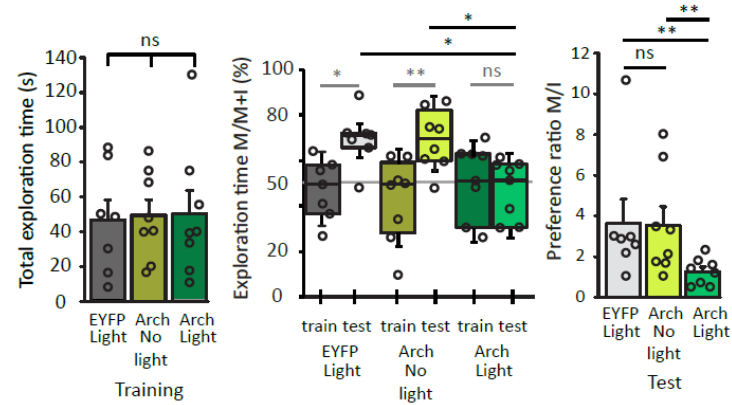 ns
Total exploration time (s)
140
120
100
80
60
40
20
0
EYFP Light
Arch No light
Arch Light
Training
*
*
*
**
ns
Exploration time M/M+I (%)
100
80
50
20
0
train test train test train test
EYFP Light
Arch No light
Arch Light
**
**
ns
Preference ratio M/I
12
10
8
6
4
2
0
EYFP Light
Arch No light
Arch Light
Test